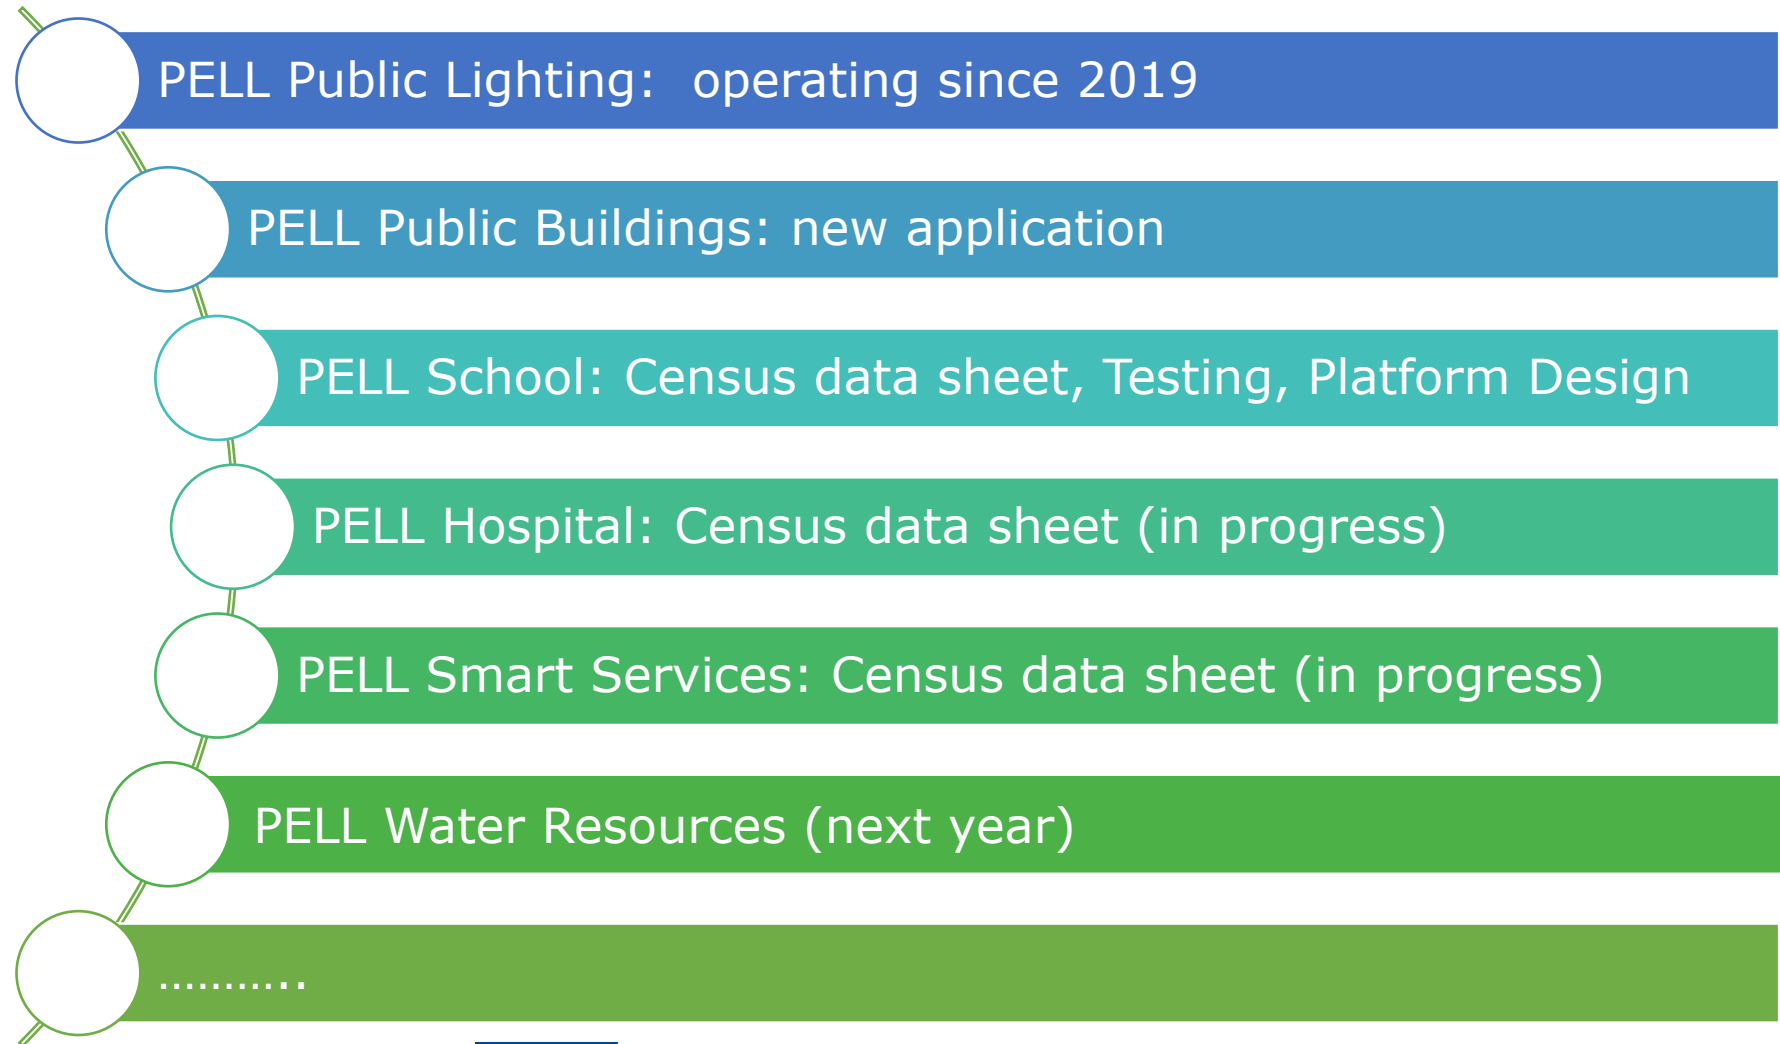 PELL Public Lighting:  operating since 2019
PELL Public Buildings: new application
PELL School: Census data sheet, Testing, Platform Design
PELL Hospital: Census data sheet (in progress)
PELL Smart Services: Census data sheet (in progress)
PELL Water Resources (next year)
………..